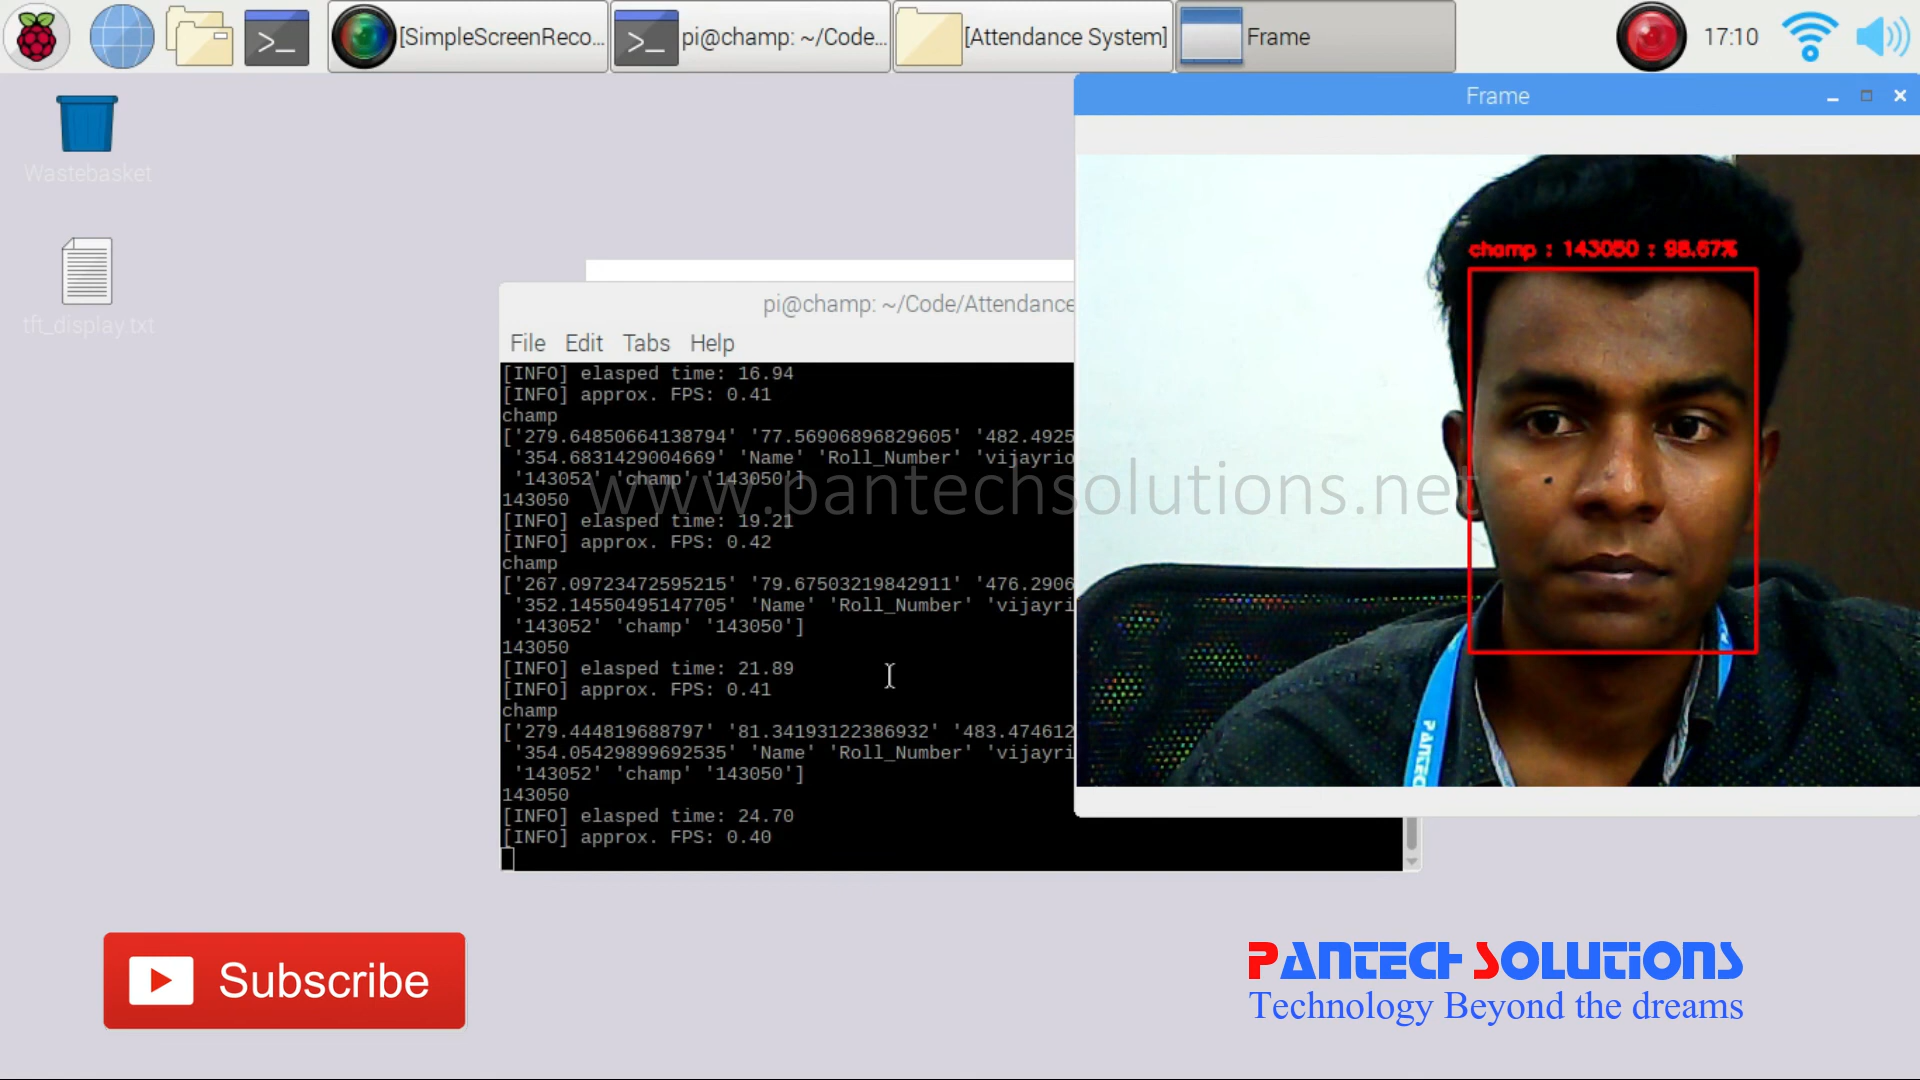 [SimpleScreenReco...
pi@champ: ~/Code...
[Attendance System]
Frame
17:10
Wastebasket
tft_display.txt
Frame
champ : 143050 : 98.67%
PANTEC
pi@champ: ~/Code/Attendance
File Edit Tabs Help
[INFO] elasped time: 16.94
[INFO] approx. FPS: 0.41
champ
['279.64850664138794' '77.56906896829605' '482.4925
'354.6831429004669' 'Name' 'Roll_Number' 'vijayrio
'143052' 'champ' '143050']
143050
[INFO] elasped time: 19.21
[INFO] approx. FPS: 0.42
champ
['267.09723472595215' '79.67503219842911' '476.2906
'352.14550495147705' 'Name' 'Roll_Number' 'vijayri
'143052' 'champ' '143050']
143050
[INFO] elasped time: 21.89
[INFO] approx. FPS: 0.41
champ
['279.444819688797' '81.34193122386932' '483.474612
'354.05429899692535' 'Name' 'Roll_Number' 'vijayri
'143052' 'champ' '143050']
143050
[INFO] elasped time: 24.70
[INFO] approx. FPS: 0.40
www.pantechsolutions.net
Subscribe
PANTECH SOLUTIONS
Technology Beyond the dreams